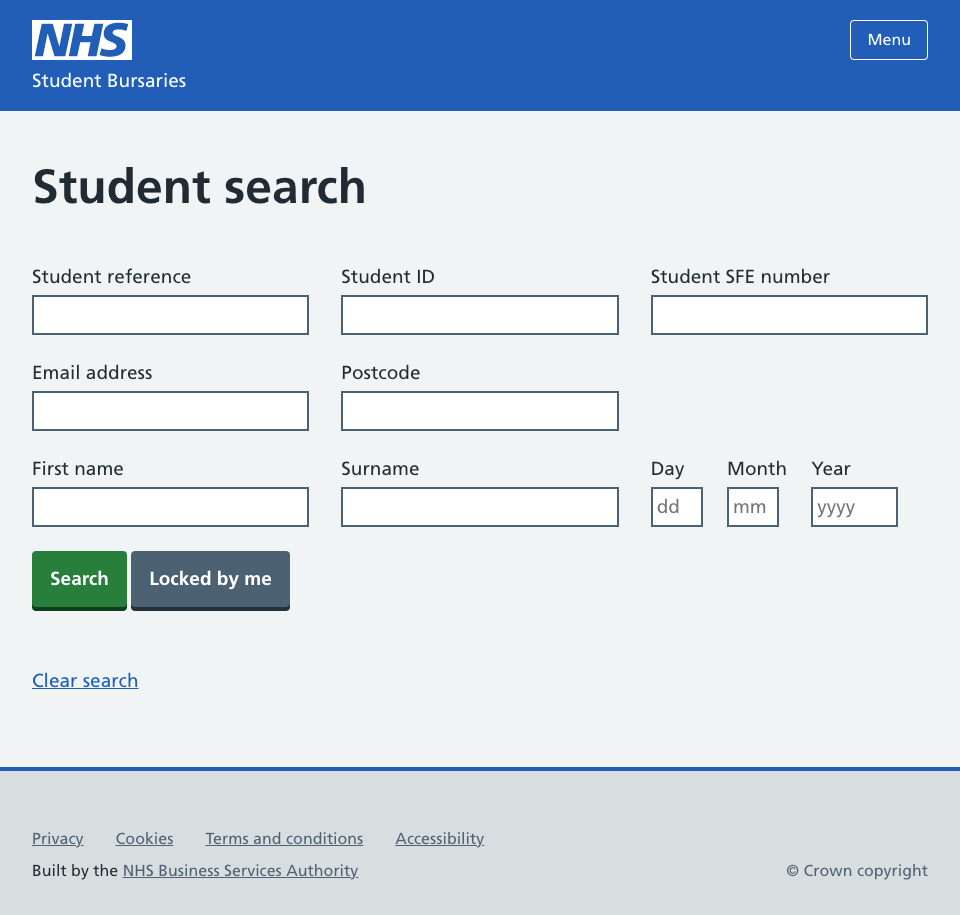 NHS
Menu
Student Bursaries
Student search
Student reference
Student ID
Student SFE number
Email address
Postcode
First name
Surname
Day
Month
Year
dd
mm
yyyy
Search
Locked by me
Clear search
Privacy
Cookies
Terms and conditions
Accessibility
Built by the NHS Business Services Authority
© Crown copyright